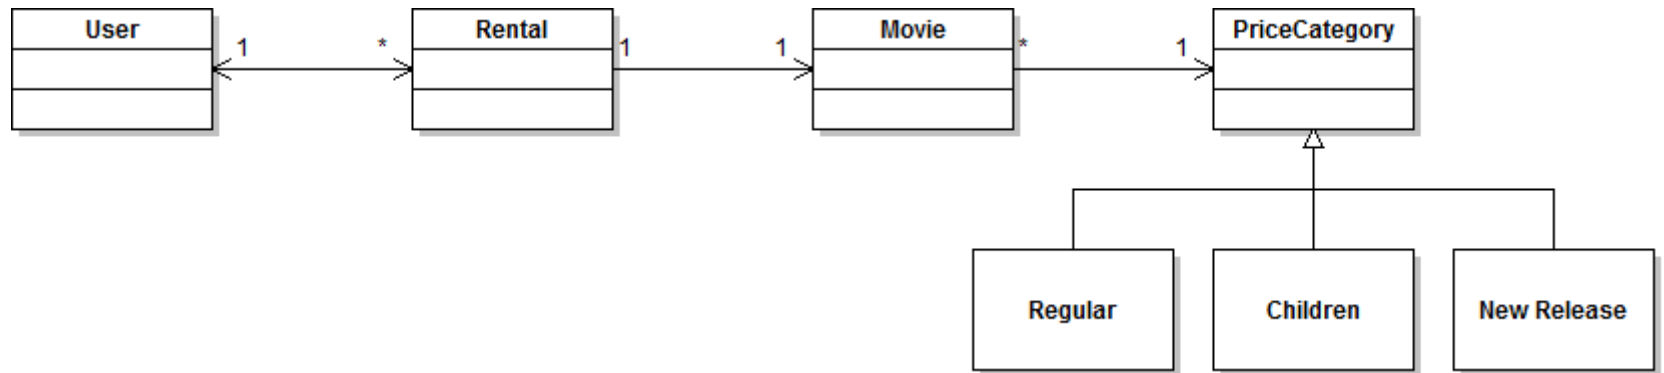 User
Rental
Movie
PriceCategory
1
*
1
1
*
1
Regular
Children
New Release